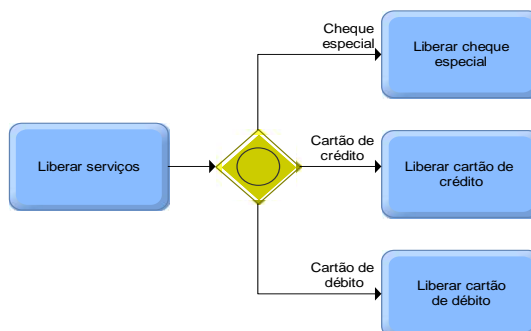 Cheque
especial
Liberar cheque
especial
Liberar serviços
Cartão de
crédito
Liberar cartão de
crédito
Cartão de
débito
Liberar cartão
de débito